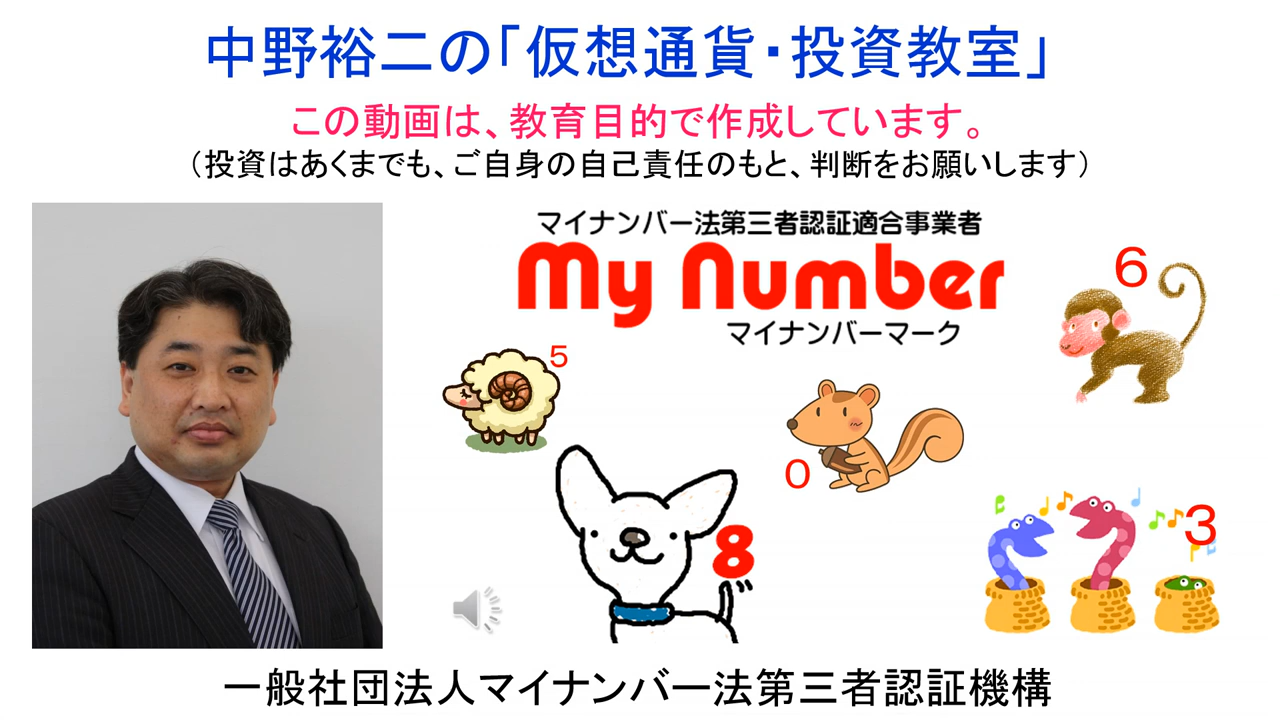 中野裕二の「仮想通貨・投資教室」
この動画は、教育目的で作成しています。
（投資はあくまでも、ご自身の自己責任のもと、判断をお願いします）
マイナンバー法第三者認証適合事業者
My Number
マイナンバーマーク
6
5
0
8
3
一般社団法人マイナンバー法第三者認証機構